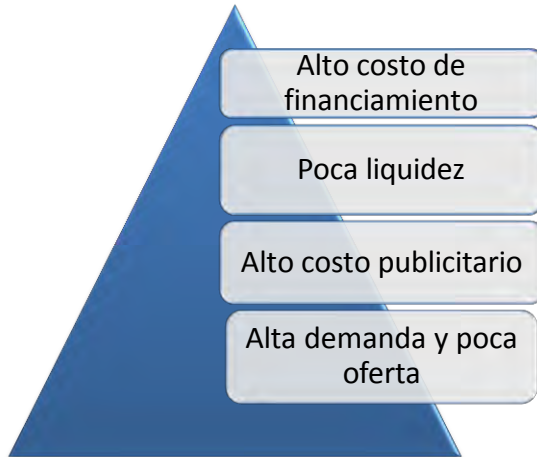 Alto costo de
financiamiento
Poca liquidez
Alto costo publicitario
Alta demanda y poca
oferta